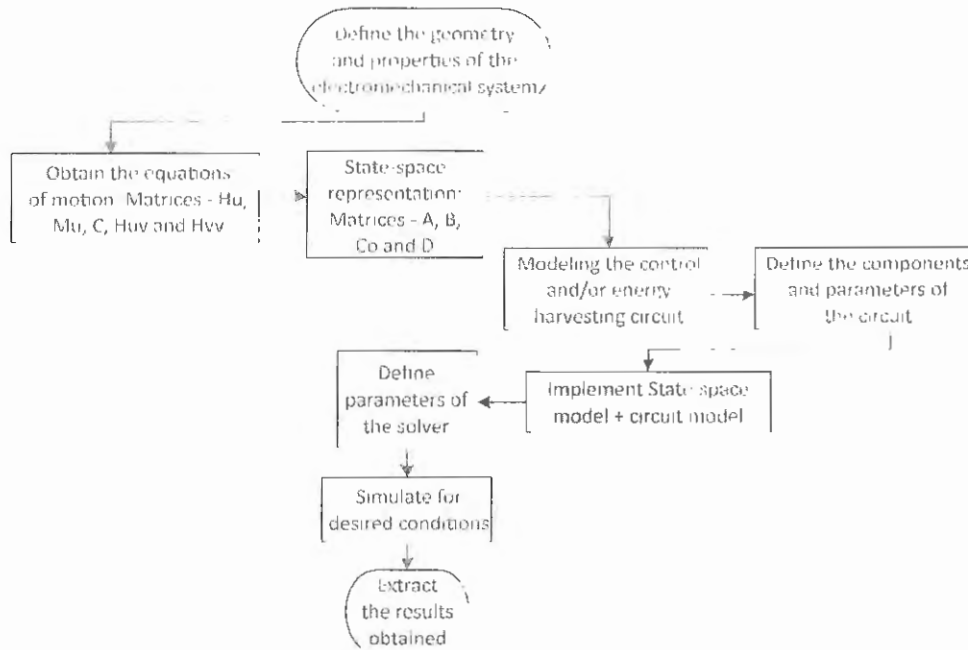 Define the geometry
and properties of the
electromechanical system
Obtain the equations
of motion Matrices - Hu,
Mu, C, Huv and Hvv
State-space
representation:
Matrices - A, B,
Co and D
Modeling the control
and/or energy
harvesting circuit
Define the components
and parameters of
the circuit
Implement State space
model + circuit model
Define
parameters of
the solver
Simulate for
desired conditions
Extract
the results
obtained